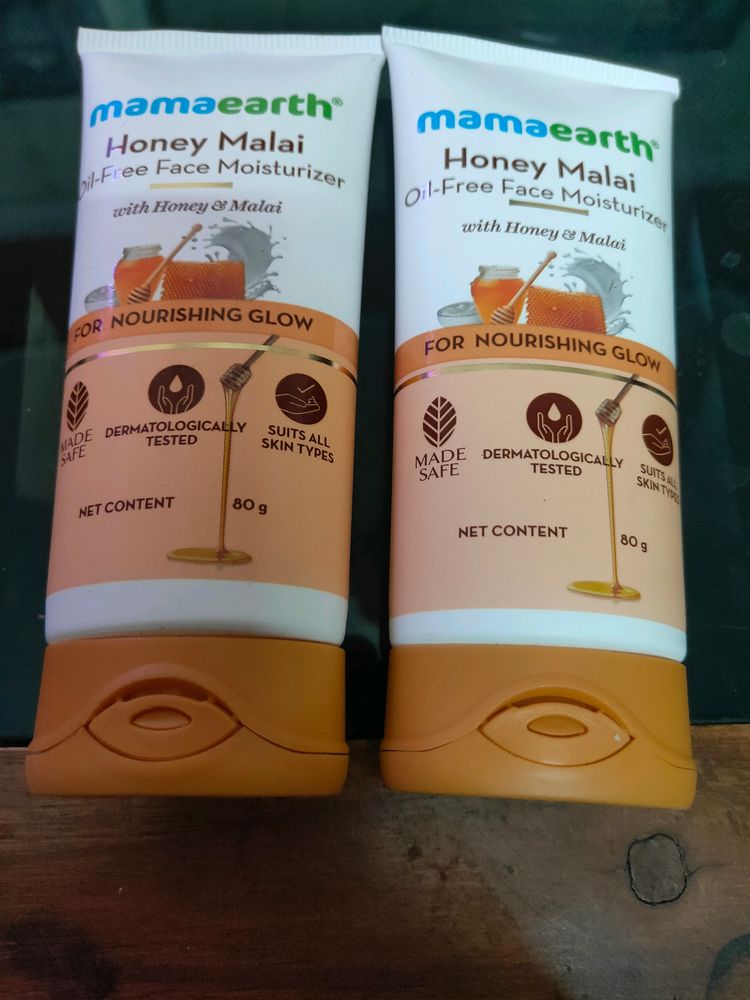 mamaearth®
Honey Malai
Oil-Free Face Moisturizer
with Honey & Malai
FOR NOURISHING GLOW
MADE
SAFE
DERMATOLOGICALLY
TESTED
SUITS ALL
SKIN TYPES
NET CONTENT 80 g
mamaearth®
Honey Malai
Oil-Free Face Moisturizer
with Honey & Malai
FOR NOURISHING GLOW
MADE
SAFE
DERMATOLOGICALLY
TESTED
SUITS ALL
SKIN TYPES
NET CONTENT 80 g